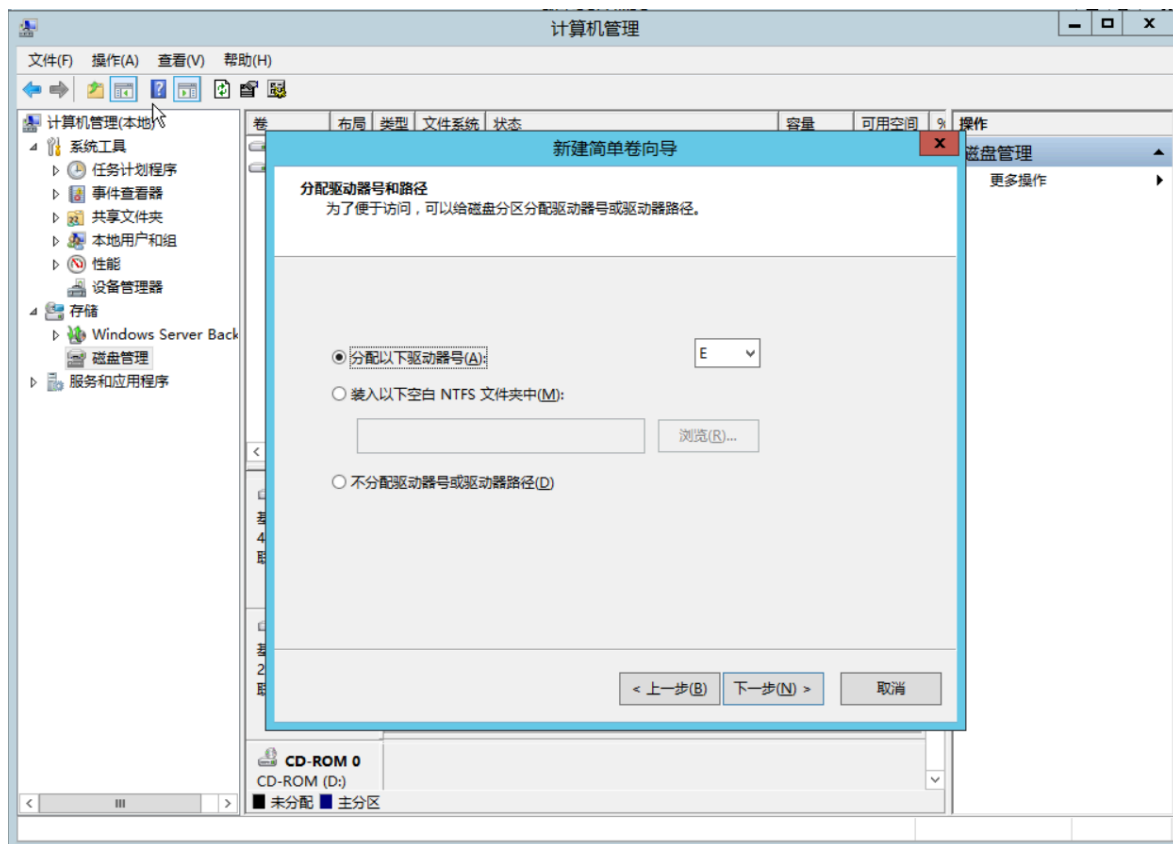 计算机管理
文件(F) 操作(A) 查看(V) 帮助(H)
计算机管理(本地)
系统工具
任务计划程序
事件查看器
共享文件夹
本地用户和组
性能
设备管理器
存储
Windows Server Back
磁盘管理
服务和应用程序
卷 布局 类型 文件系统 状态 容量 可用空间 %
新建简单卷向导
分配驱动器号和路径
为了便于访问，可以给磁盘分区分配驱动器号或驱动器路径。
分配以下驱动器号(A): E
装入以下空白 NTFS 文件夹中(M):
浏览(R)...
不分配驱动器号或驱动器路径(D)
< 上一步(B) 下一步(N) > 取消
CD-ROM 0
CD-ROM (D:)
未分配 主分区
操作
磁盘管理
更多操作